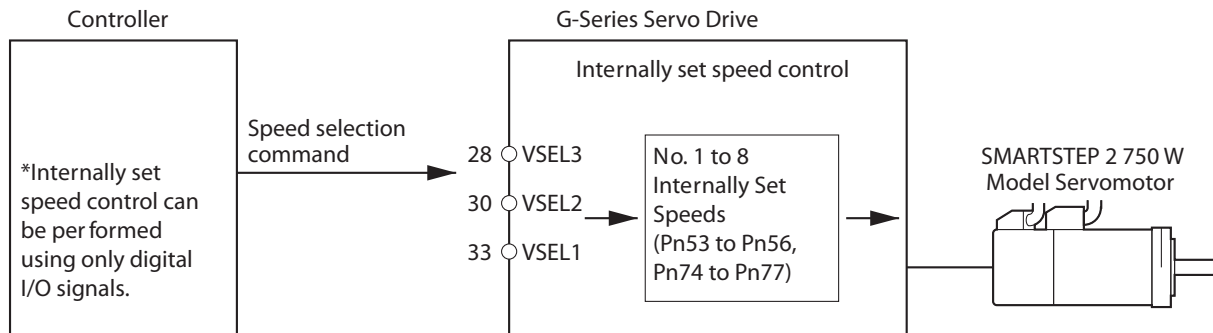 Controller
G-Series Servo Drive
Internally set speed control
Speed selection
command
*Internally set
speed control can
be per formed
using only digital
I/O signals.
28 VSEL3
30 VSEL2
33 VSEL1
No. 1 to 8
Internally Set
Speeds
(Pn53 to Pn56,
Pn74 to Pn77)
SMARTSTEP 2 750 W
Model Servomotor